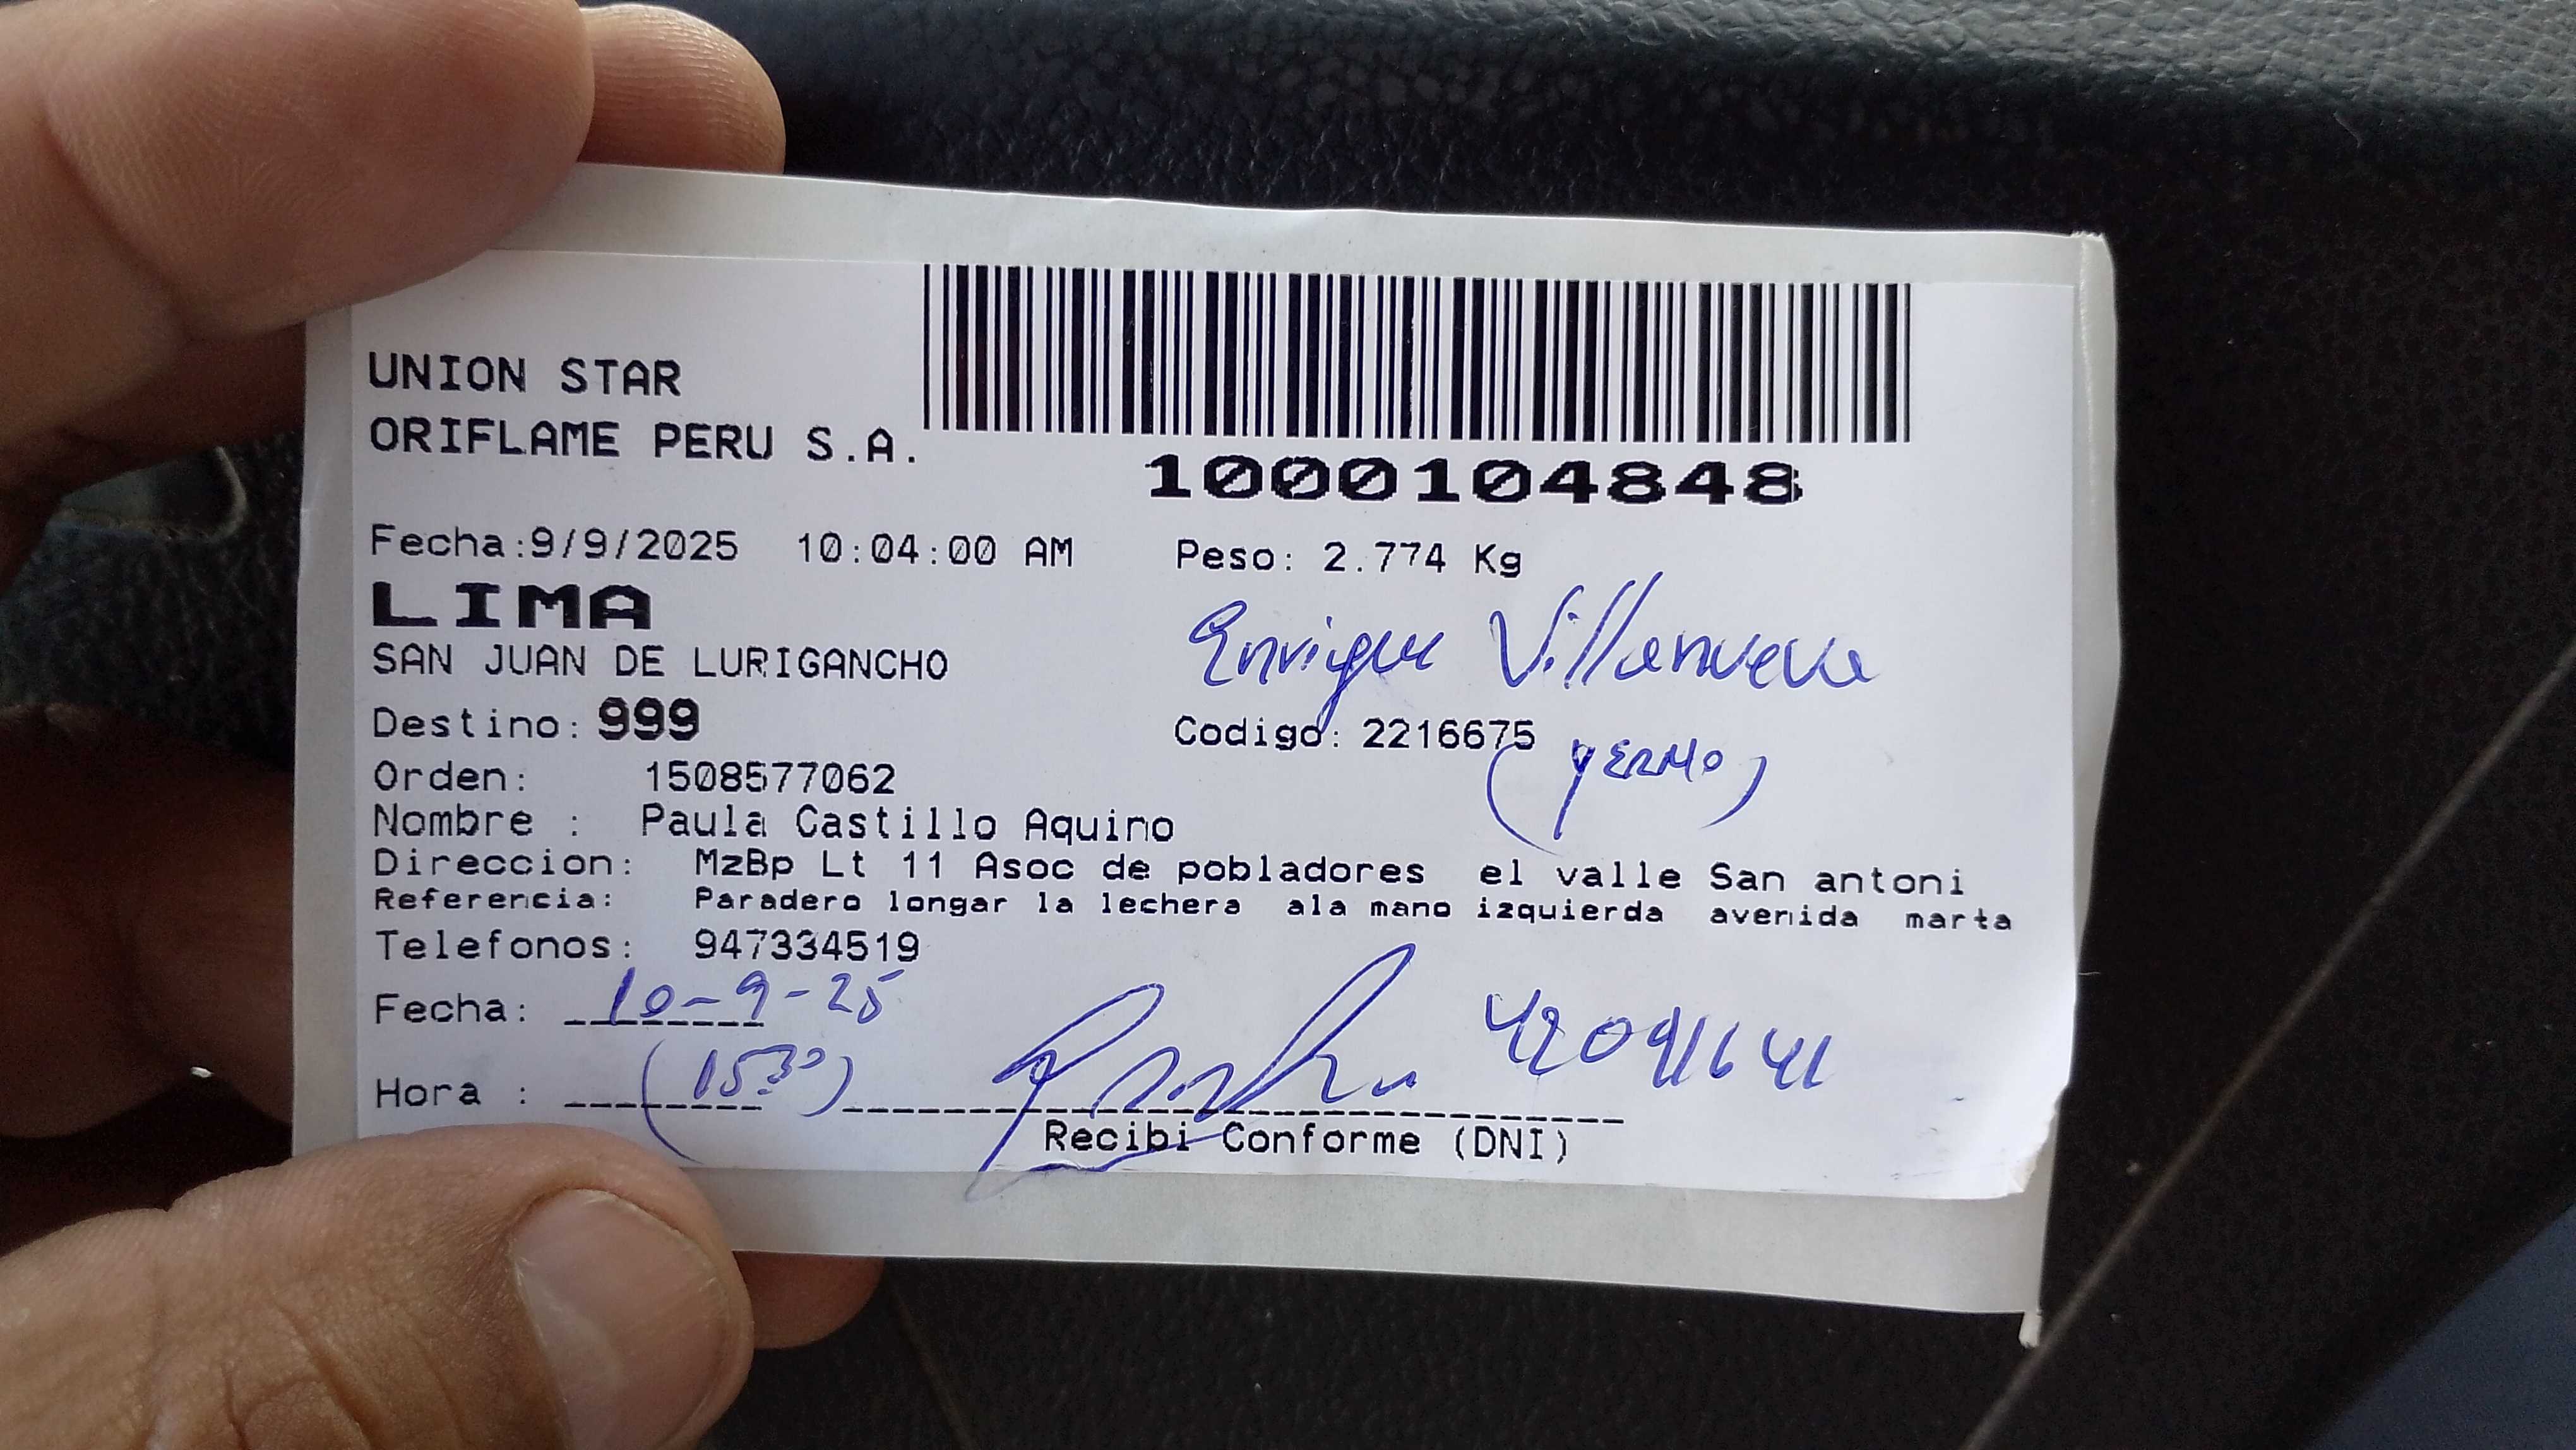 UNION STAR
ORIFLAME PERU S.A.
1000104848
Fecha:9/9/2025 10:04:00 AM Peso: 2.774 Kg
LIMA
Enrique Villanueva
SAN JUAN DE LURIGANCHO
Destino: 999 Codigo: 2216675
(YERNO)
Orden: 1508577062
Nombre : Paula Castillo Aquino
Direccion: MzBp Lt 11 Asoc de pobladores el valle San antoni
Referencia: Paradero longar la lechera ala mano izquierda avenida marta
Telefonos: 947334519
Fecha: 10-9-25
42091641
Hora : (15:30)
Recibi Conforme (DNI)